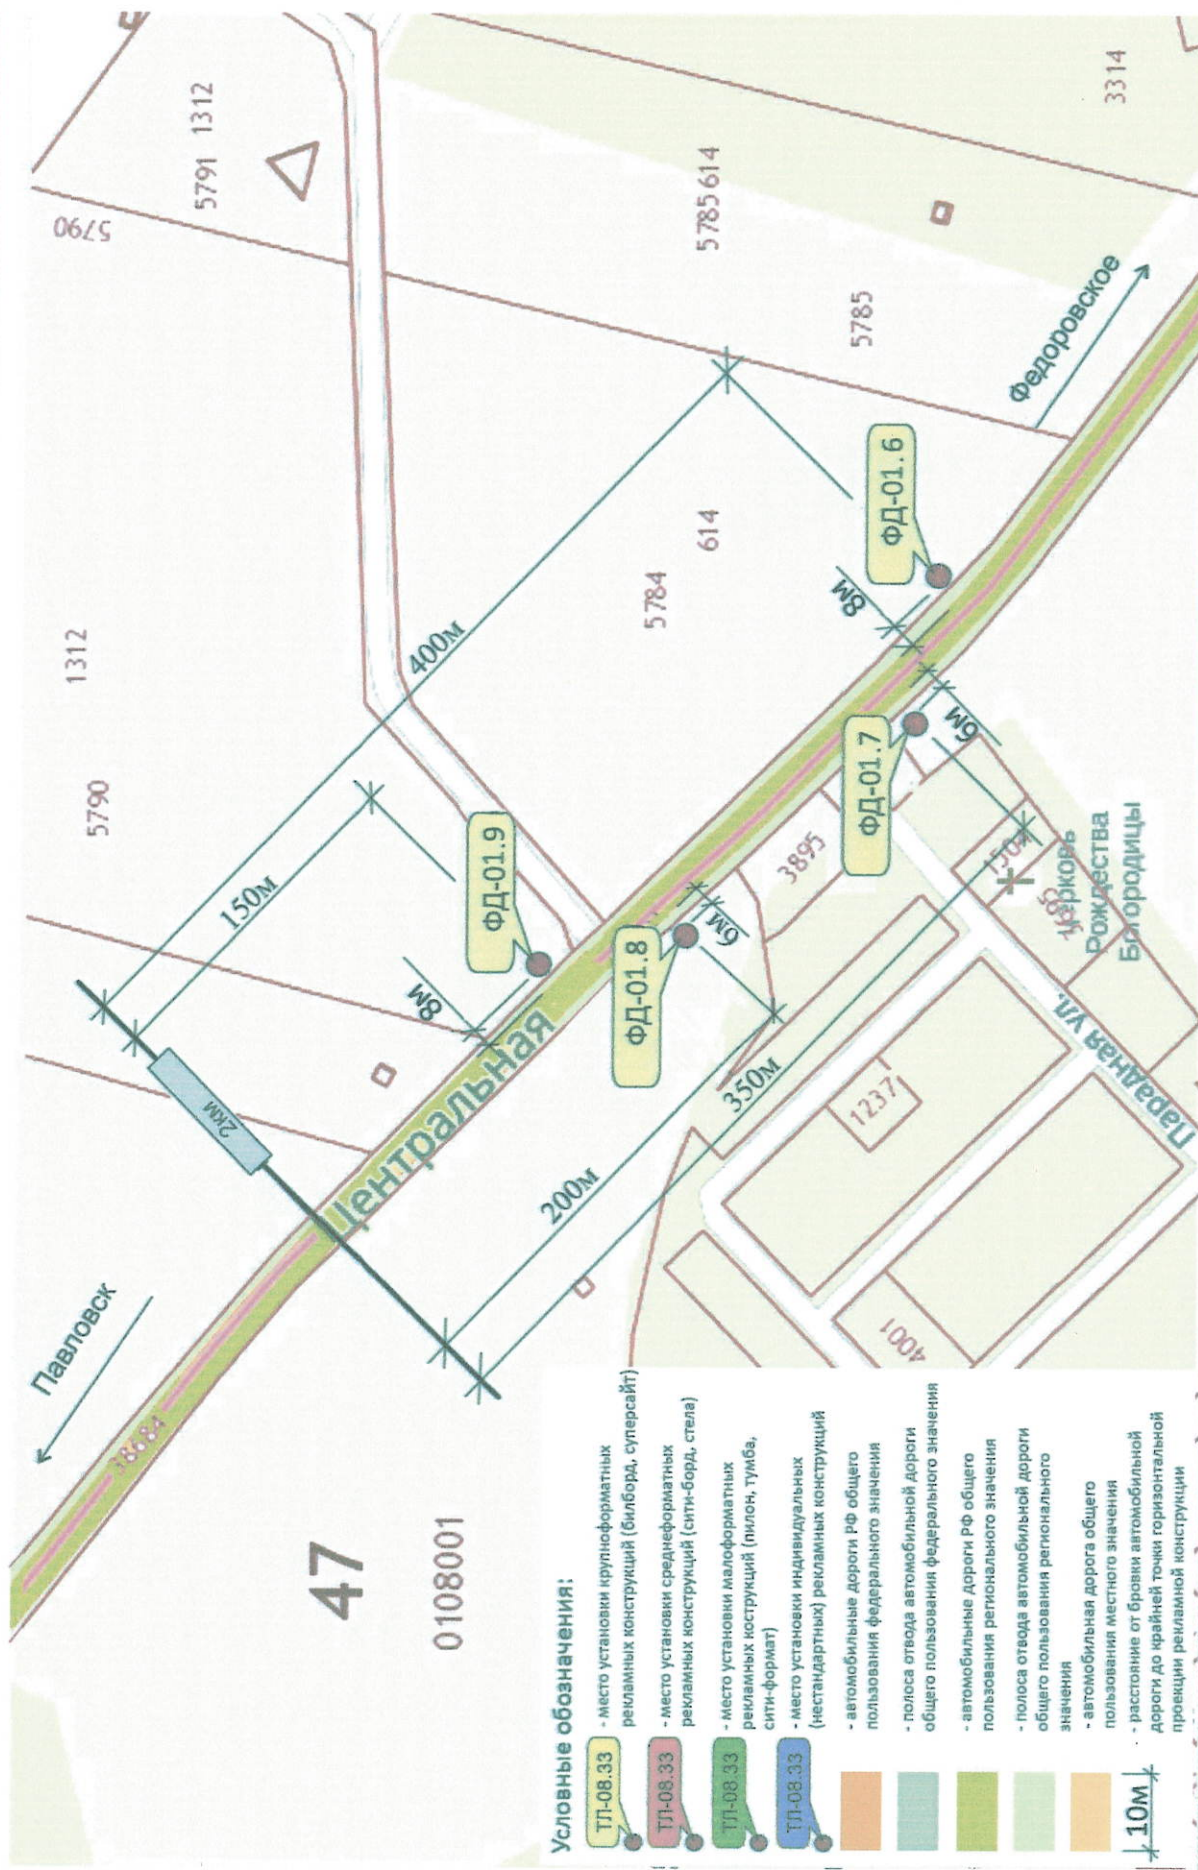 Павловск
38684
47
0108001
2км
Центральная
5790
1312
5790
5791
1312
150м
400м
8м
ФД-01.9
ФД-01.8
6м
200м
350м
5784
614
5785
614
5785
3314
8м
ФД-01.6
ФД-01.7
6м
Федоровское
3895
1237
4001
Парадная ул.
Церковь
Рождества
Богородицы
Условные обозначения:
ТЛ-08.33
- место установки крупноформатных
рекламных конструкций (билборд, суперсайт)
ТЛ-08.33
- место установки среднеформатных
рекламных конструкций (сити-борд, стела)
ТЛ-08.33
- место установки малоформатных
рекламных кострукций (пилон, тумба,
сити-формат)
ТЛ-08.33
- место установки индивидуальных
(нестандартных) рекламных конструкций
- автомобильные дороги РФ общего
пользования федерального значения
- полоса отвода автомобильной дороги
общего пользования федерального значения
- автомобильные дороги РФ общего
пользования регионального значения
- полоса отвода автомобильной дороги
общего пользования регионального
значения
- автомобильная дорога общего
пользования местного значения
10м
- расстояние от бровки автомобильной
дороги до крайней точки горизонтальной
проекции рекламной конструкции